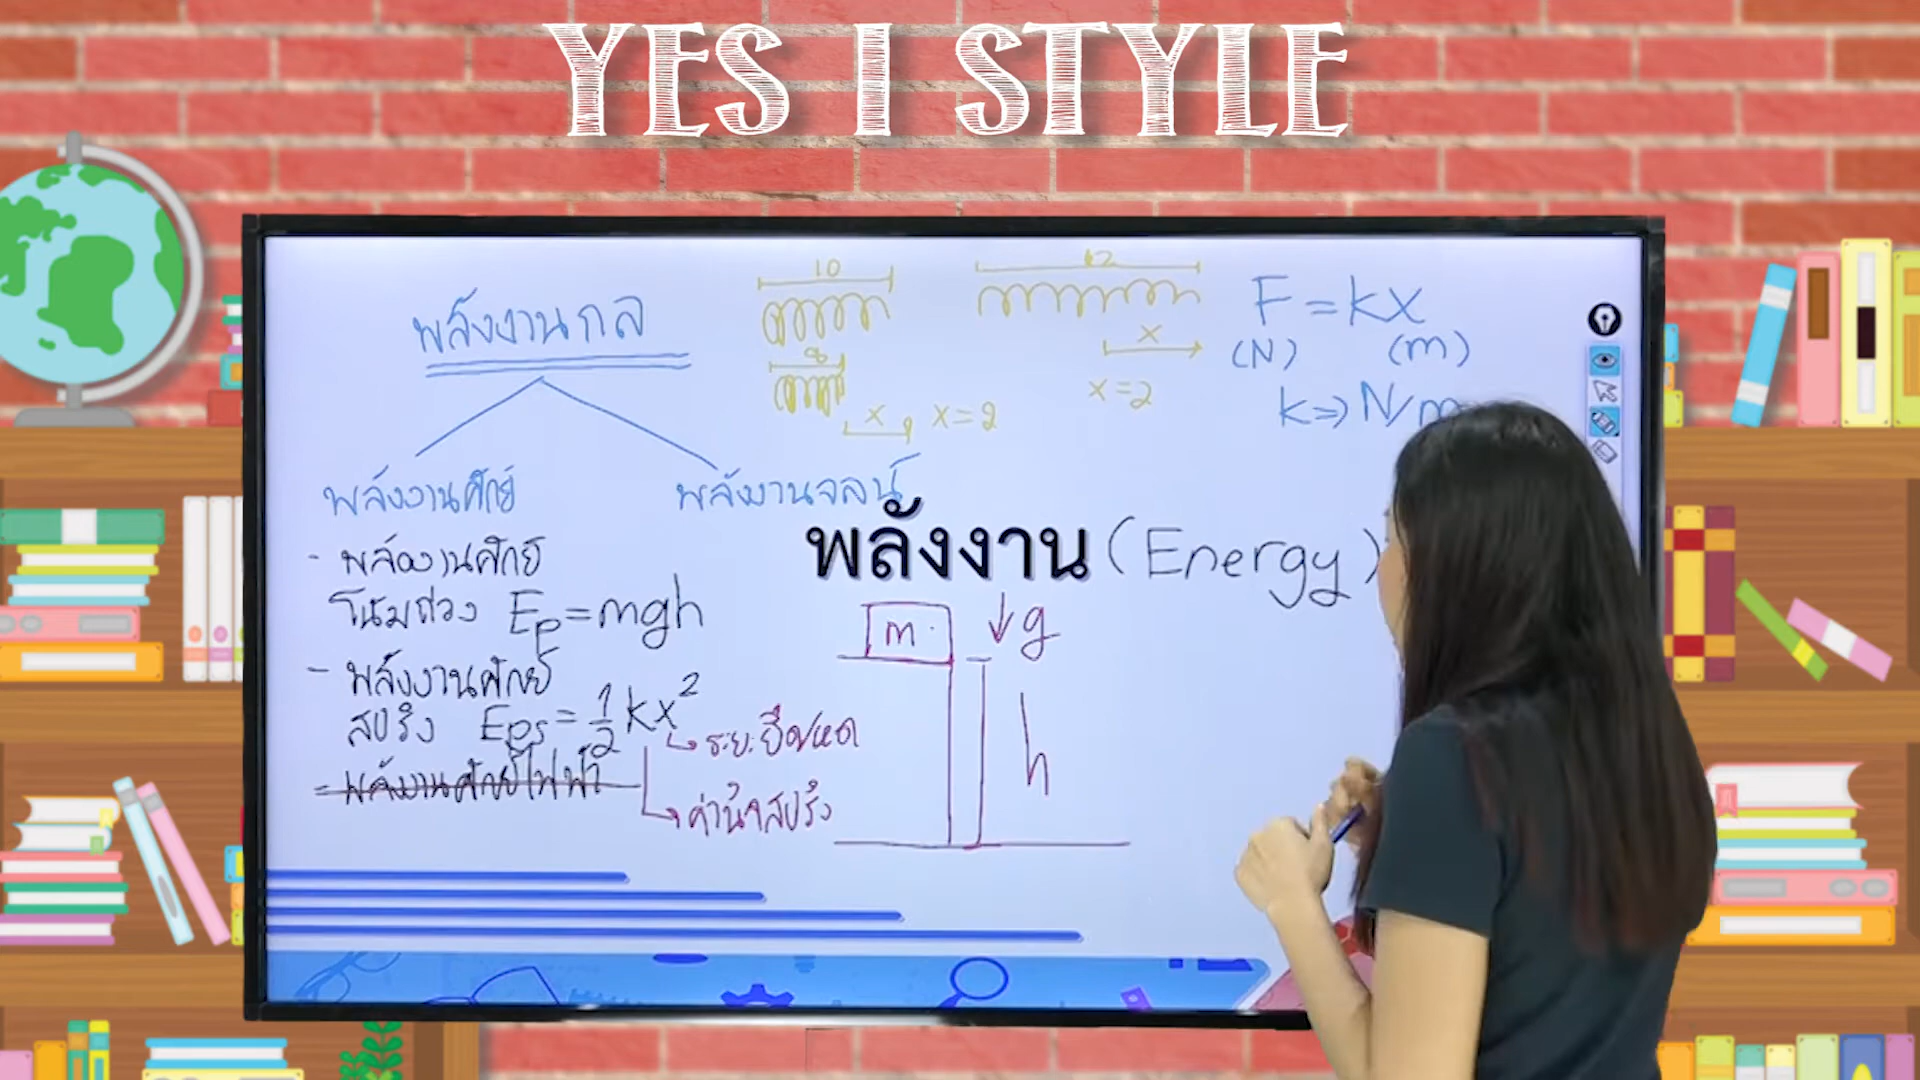 YES I STYLE
พลังงานกล
10
12
F = kx
(N) (m)
8
x
x = 2
x
x = 2
k => N/m
พลังงานศักย์
พลังงานจลน์
พลังงาน (Energy)
- พลังงานศักย์
โน้มถ่วง Ep = mgh
- พลังงานศักย์
สปริง Eps = 1/2 kx²
ระยะยืดหด
ค่านิจสปริง
- พลังงานศักย์ไฟฟ้า
m
g
h